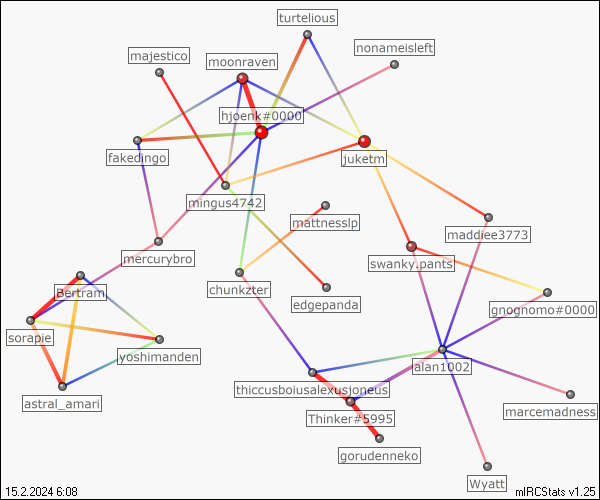 turtelious
majestico
nonameisleft
moonraven
hjoenk#0000
fakedingo
juketm
mingus4742
mattnesslp
maddiee3773
mercurybro
swanky.pants
Bertram
chunkzter
edgepanda
gnognomo#0000
sorapie
yoshimanden
alan1002
thiccusboiusalexusjoneus
astral_amari
Thinker#5995
marcemadness
gorudenneko
Wyatt
15.2.2024 6:08
mIRCStats v1.25